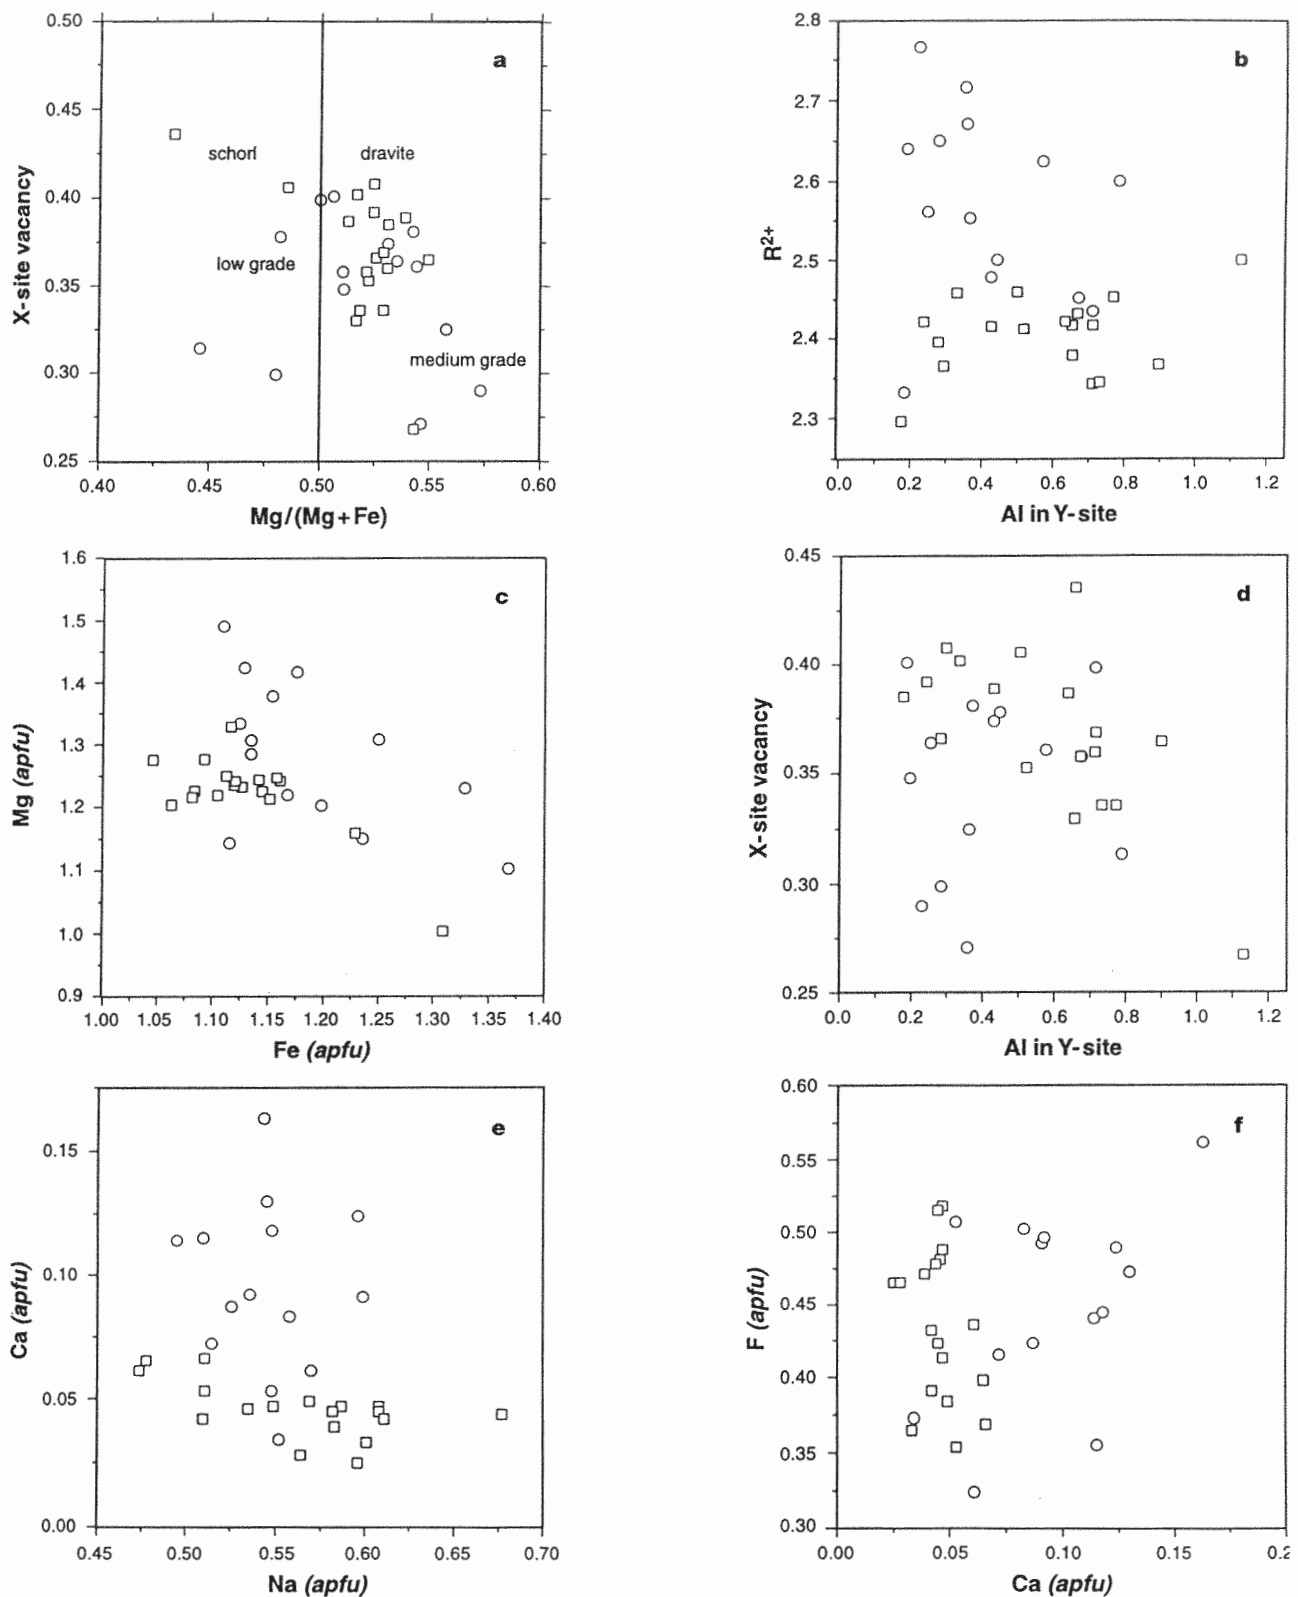 0.50
0.45
0.40
0.35
0.30
0.25
X-site vacancy
a
schorl
dravite
low grade
medium grade
0.40 0.45 0.50 0.55 0.60
Mg/(Mg+Fe)
2.8
2.7
2.6
2.5
2.4
2.3
R2+
b
0.0 0.2 0.4 0.6 0.8 1.0 1.2
Al in Y-site
1.6
1.5
1.4
1.3
1.2
1.1
1.0
0.9
Mg (apfu)
c
1.00 1.05 1.10 1.15 1.20 1.25 1.30 1.35 1.40
Fe (apfu)
0.45
0.40
0.35
0.30
0.25
X-site vacancy
d
0.0 0.2 0.4 0.6 0.8 1.0 1.2
Al in Y-site
0.15
0.10
0.05
0.00
Ca (apfu)
e
0.45 0.50 0.55 0.60 0.65 0.70
Na (apfu)
0.60
0.55
0.50
0.45
0.40
0.35
0.30
F (apfu)
f
0.00 0.05 0.10 0.15 0.2
Ca (apfu)